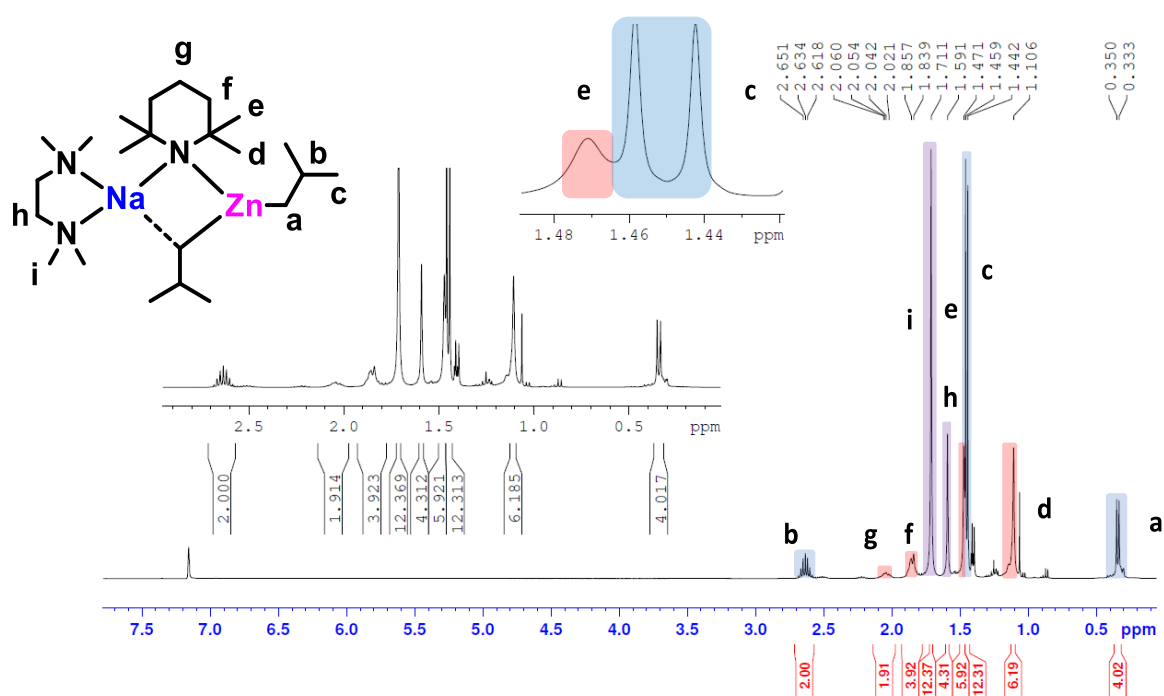 g
f
e
d
N
N
N
Na
Zn
b
c
a
h
i
e
c
1.48 1.46 1.44 ppm
2.651
2.634
2.618
2.060
2.054
2.042
2.021
1.857
1.839
1.711
1.591
1.471
1.459
1.442
1.106
0.350
0.333
2.5 2.0 1.5 1.0 0.5 ppm
2.000
1.914
3.923
12.369
4.312
5.921
12.313
6.185
4.017
c
i
e
h
b
g
f
d
a
7.5 7.0 6.5 6.0 5.5 5.0 4.5 4.0 3.5 3.0 2.5 2.0 1.5 1.0 0.5 ppm
2.00
1.91
3.92
12.37
4.31
5.92
12.31
6.19
4.02